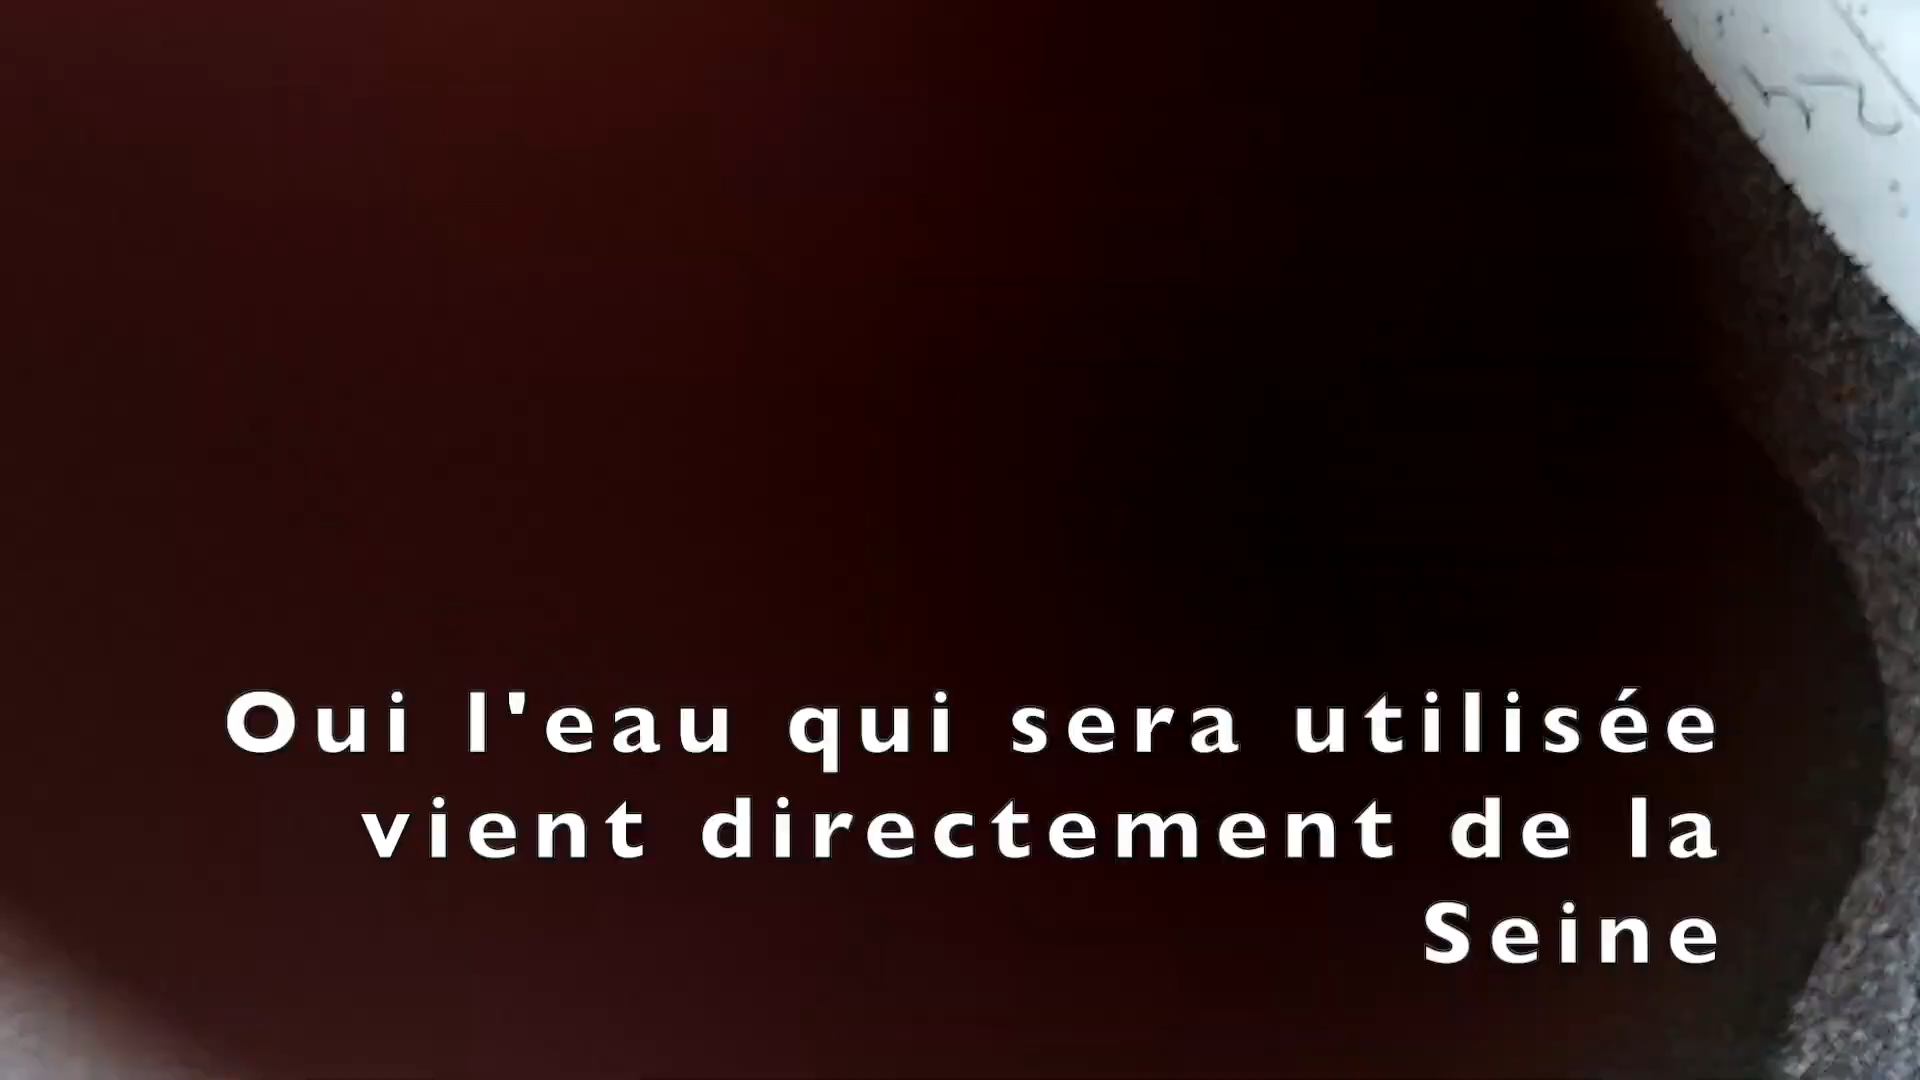 Oui l'eau qui sera utilisée
vient directement de la
Seine